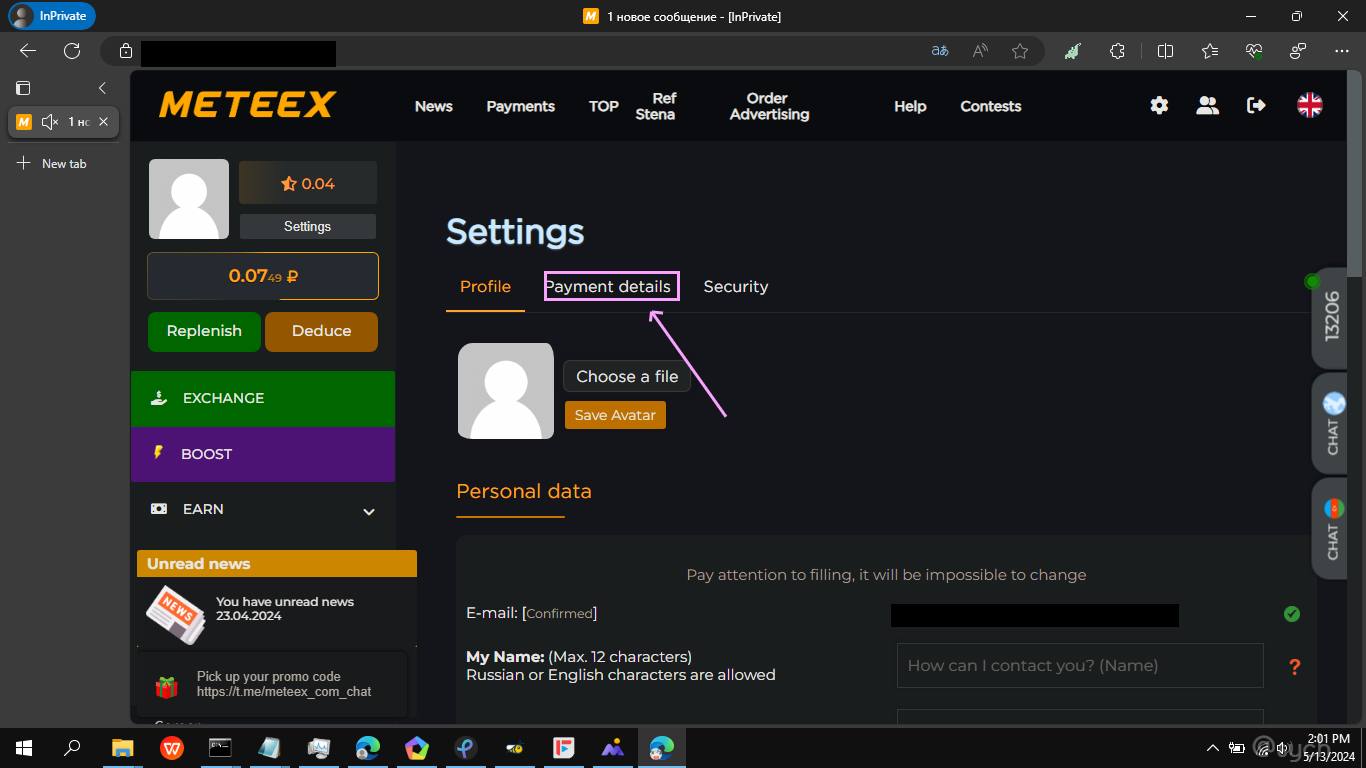 InPrivate
1 новое сообщение - [InPrivate]
1 нс
New tab
METEEX
News
Payments
TOP
Ref
Stena
Order
Advertising
Help
Contests
0.04
Settings
0.0749 ₽
Replenish
Deduce
EXCHANGE
BOOST
EARN
Unread news
NEWS
You have unread news
23.04.2024
Pick up your promo code
https://t.me/meteex_com_chat
Settings
Profile
Payment details
Security
Choose a file
Save Avatar
Personal data
Pay attention to filling, it will be impossible to change
E-mail: [Confirmed]
My Name: (Max. 12 characters)
Russian or English characters are allowed
How can I contact you? (Name)
?
13206
CHAT
CHAT
2:01 PM
5/13/2024